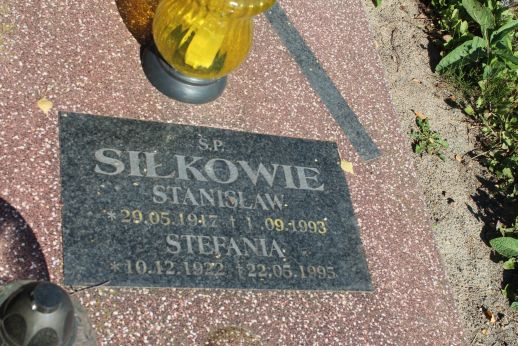 Ś.P.
SIŁKOWIE
STANISŁAW
*29.05.1917 † 1 .09.1993
STEFANIA
*10.12.1922 †22.05.1995